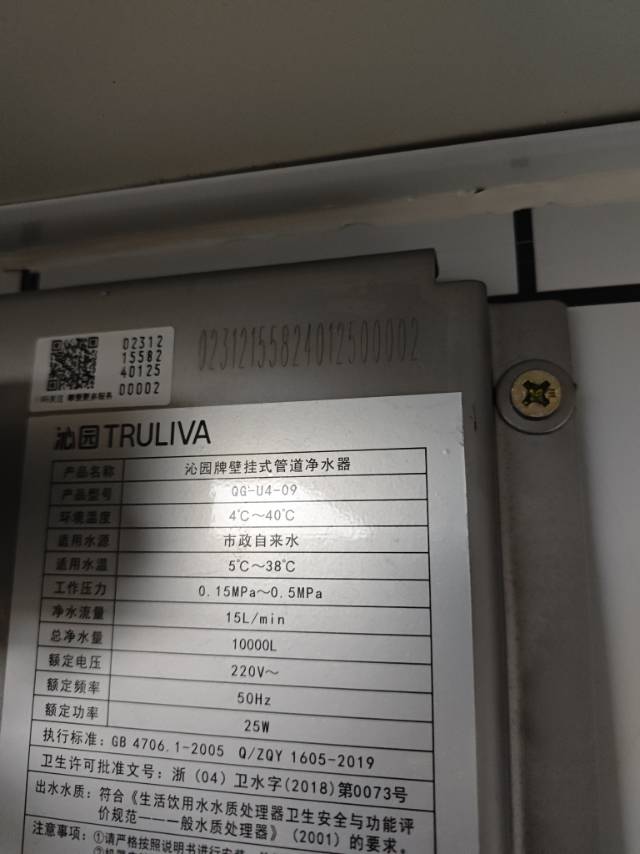 02312
15582
40125
00002
02312155824012500002
沁园TRULIVA
产品名称 沁园牌壁挂式管道净水器
产品型号 QG-U4-09
环境温度 4℃～40℃
适用水源 市政自来水
适用水温 5℃～38℃
工作压力 0.15MPa～0.5MPa
净水流量 15L/min
总净水量 10000L
额定电压 220V～
额定频率 50Hz
额定功率 25W
执行标准：GB 4706.1-2005 Q/ZQY 1605-2019
卫生许可批准文号：浙（04）卫水字(2018)第0073号
出水水质：符合《生活饮用水水质处理器卫生安全与功能评
价规范——一般水质处理器》（2001）的要求。
注意事项：①请严格按照说明书进行安装